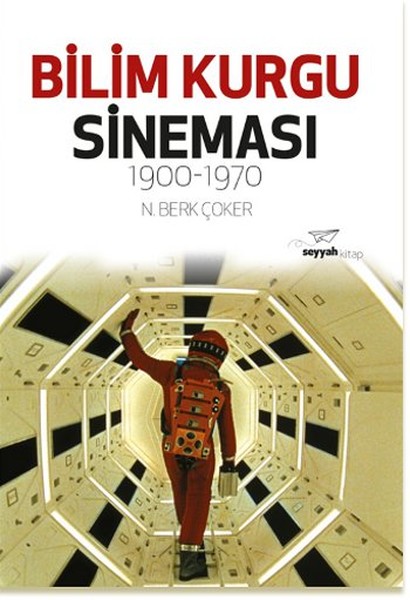 BİLİM KURGU
SİNEMASI
1900-1970
N. BERK ÇOKER
seyyah kitap